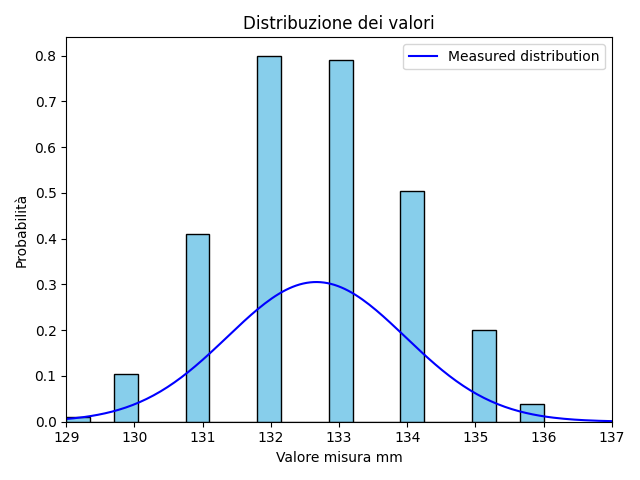 Distribuzione dei valori
Measured distribution
Probabilità
0.8
0.7
0.6
0.5
0.4
0.3
0.2
0.1
0.0
129 130 131 132 133 134 135 136 137
Valore misura mm